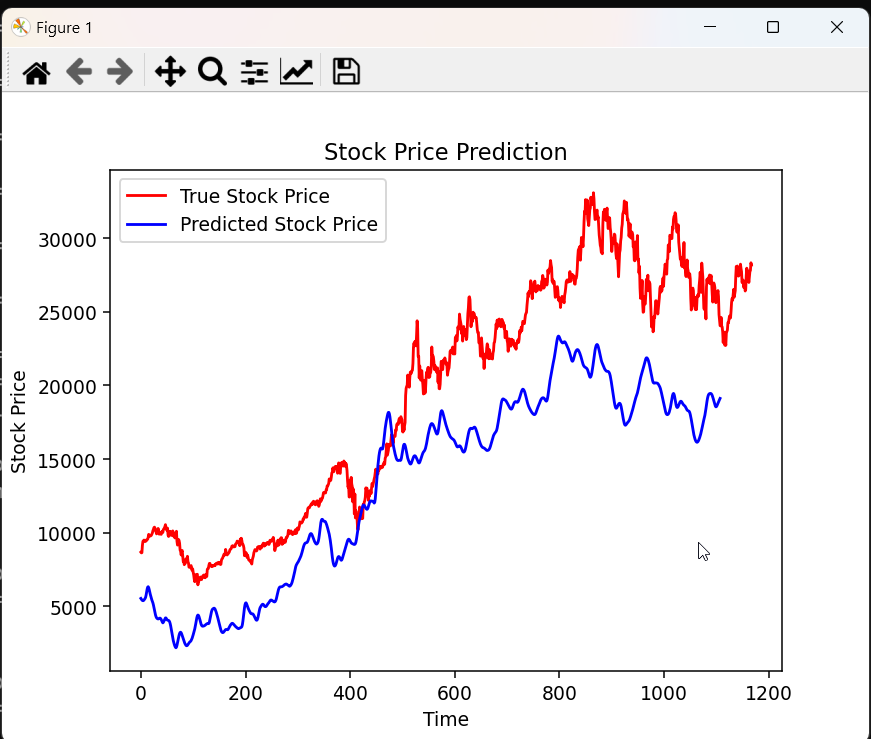 Figure 1
Stock Price Prediction
True Stock Price
Predicted Stock Price
30000
25000
20000
15000
10000
5000
Stock Price
0 200 400 600 800 1000 1200
Time